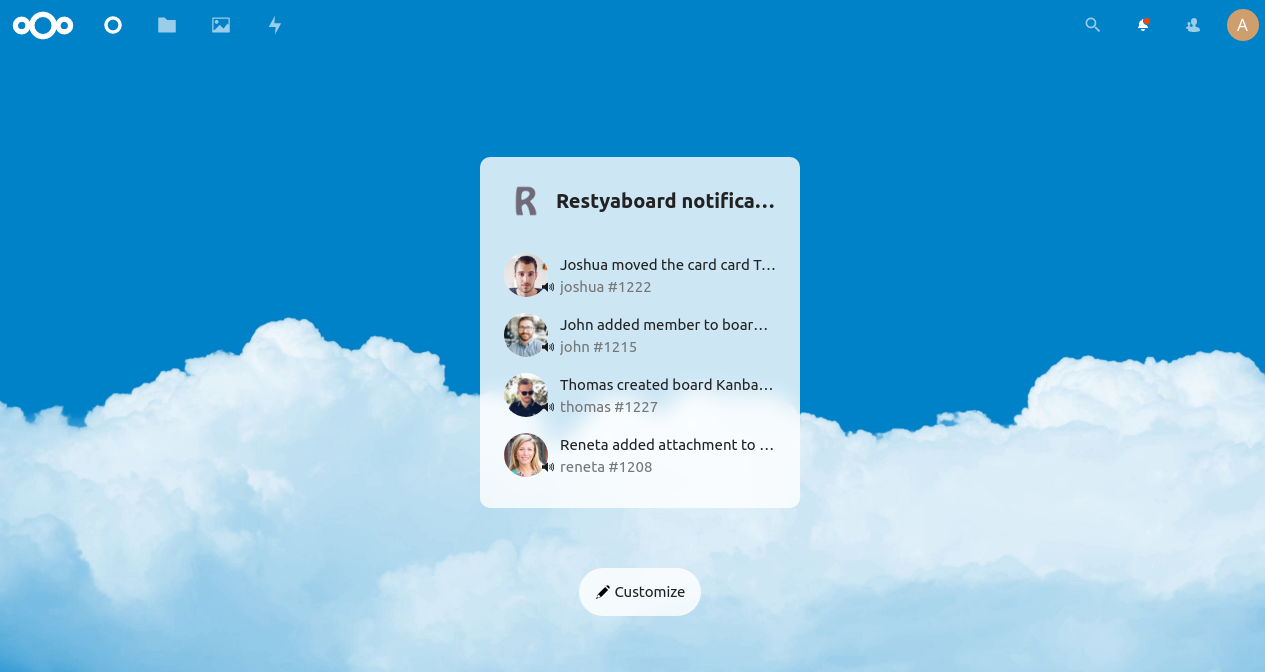 A
R
Restyaboard notifica…
Joshua moved the card card T…
joshua #1222
John added member to boar…
john #1215
Thomas created board Kanba…
thomas #1227
Reneta added attachment to …
reneta #1208
Customize